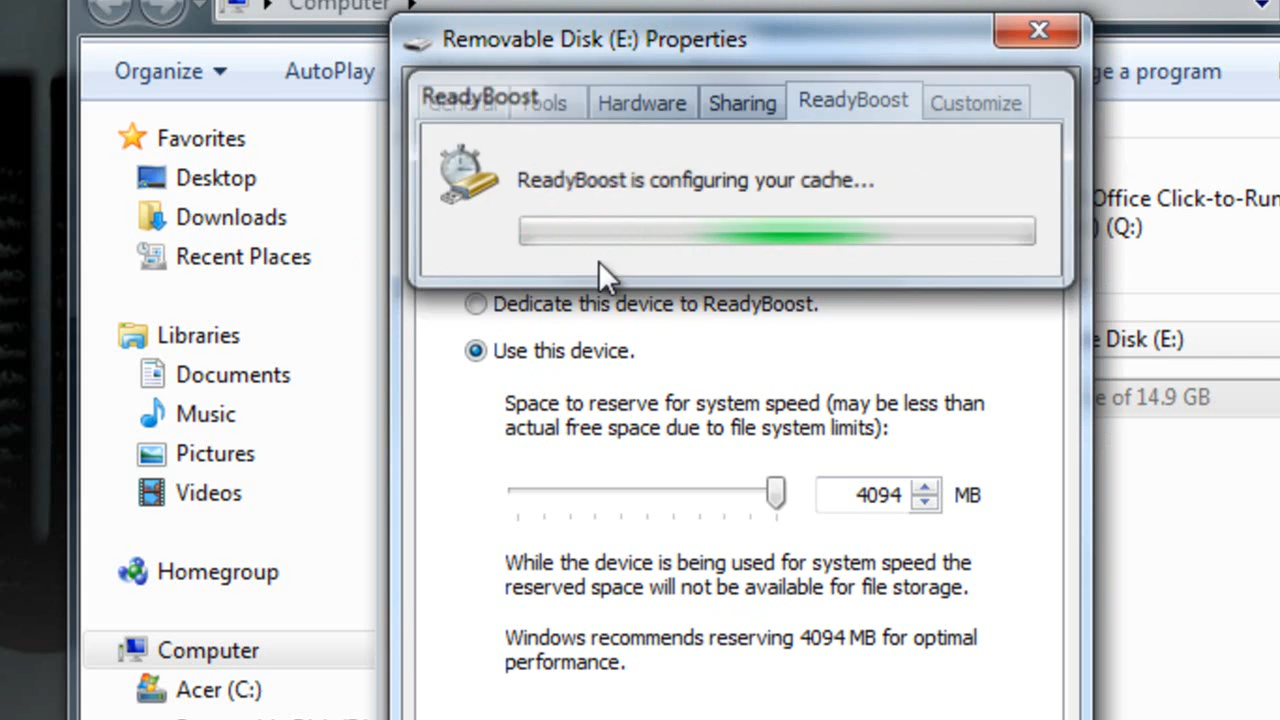 Computer
Removable Disk (E:) Properties
Organize
AutoPlay
ge a program
ReadyBoost
General
Tools
Hardware
Sharing
ReadyBoost
Customize
ReadyBoost is configuring your cache...
Favorites
Desktop
Downloads
Recent Places
Libraries
Documents
Music
Pictures
Videos
Homegroup
Computer
Acer (C:)
Dedicate this device to ReadyBoost.
Use this device.
Space to reserve for system speed (may be less than
actual free space due to file system limits):
4094 MB
While the device is being used for system speed the
reserved space will not be available for file storage.
Windows recommends reserving 4094 MB for optimal
performance.
Office Click-to-Run
) (Q:)
e Disk (E:)
e of 14.9 GB